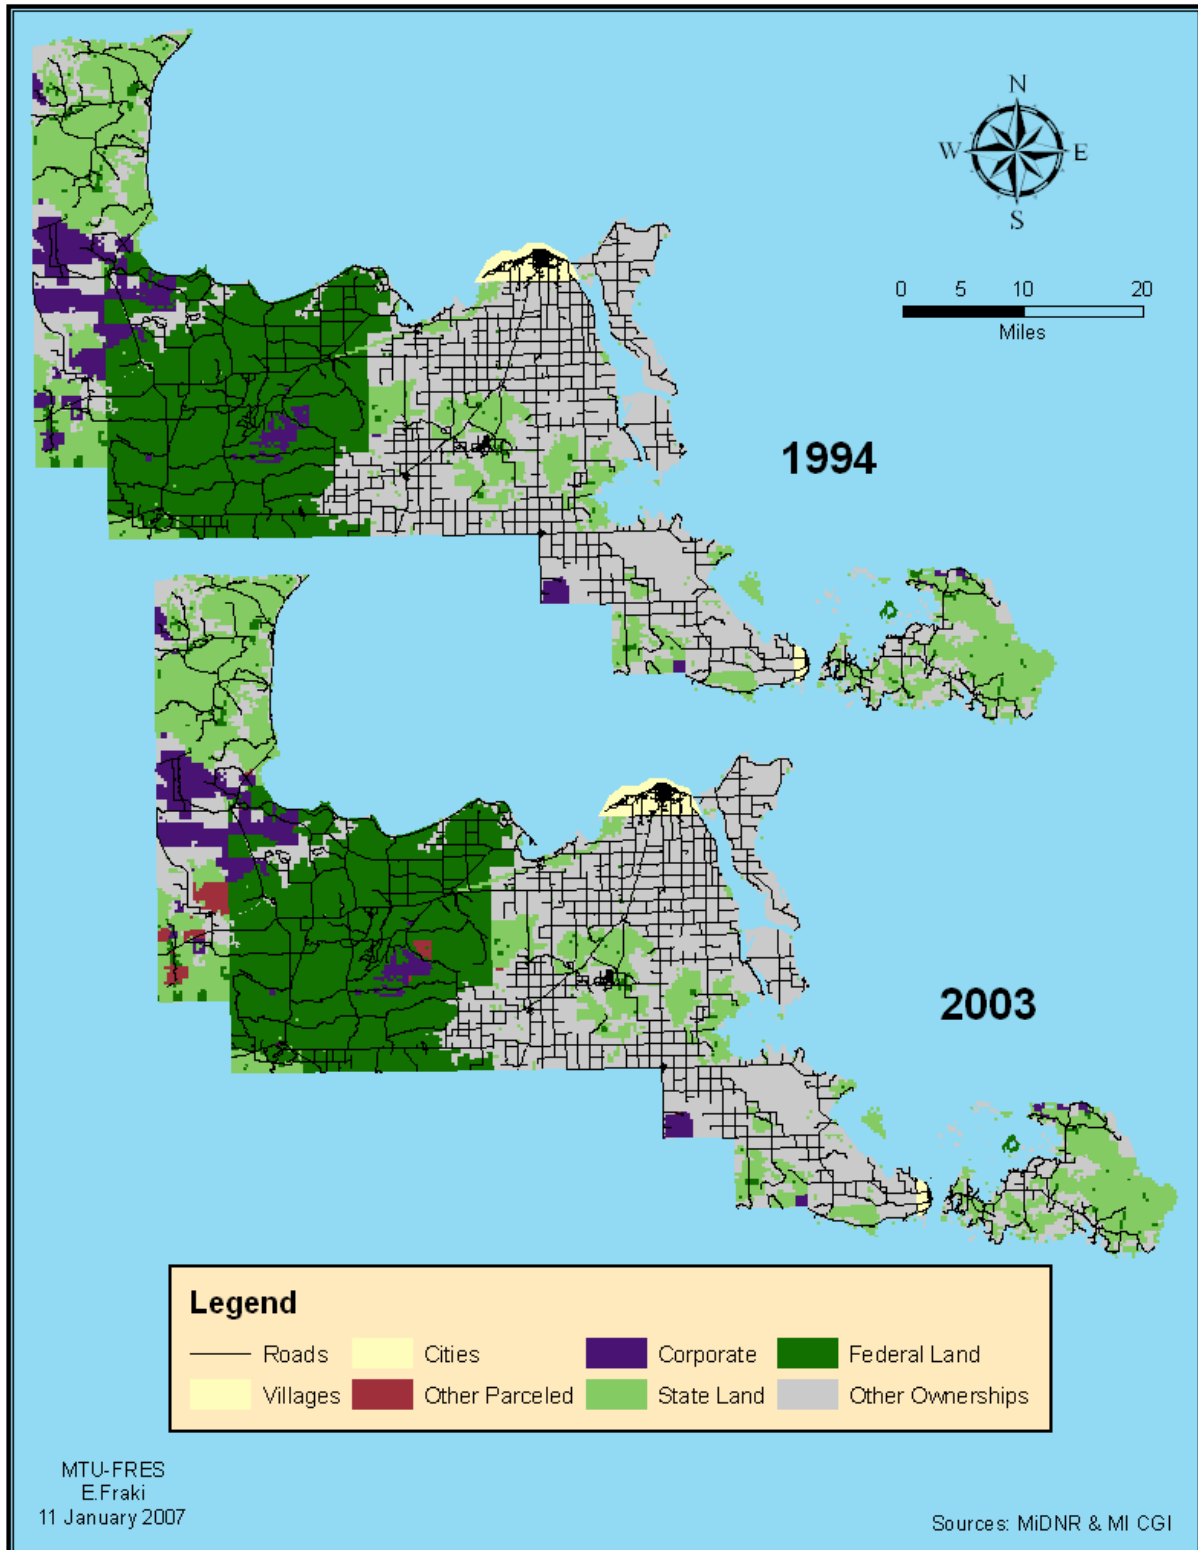 N
W E
S
0 5 10 20
Miles
1994
2003
Legend
Roads Cities Corporate Federal Land
Villages Other Parceled State Land Other Ownerships
MTU-FRES
E.Fraki
11 January 2007
Sources: MiDNR & MI CGI